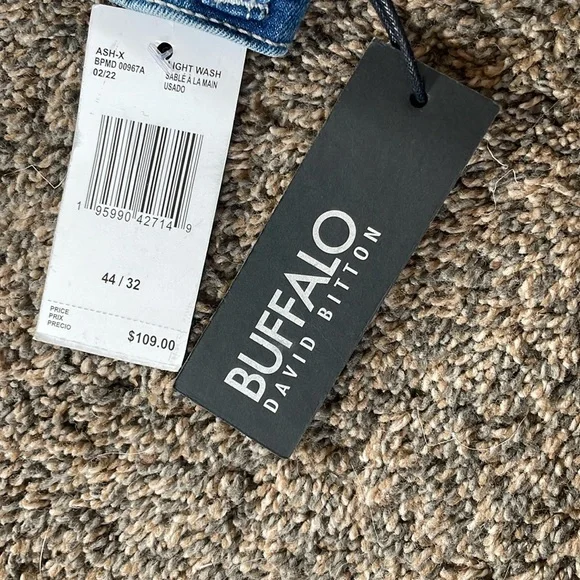 ASH-X
BPMD 00967A
02/22
IGHT WASH
SABLÉ À LA MAIN
USADO
1 95990 42714 9
44 / 32
PRICE
PRIX
PRECIO
$109.00
BUFFALO
DAVID BITTON